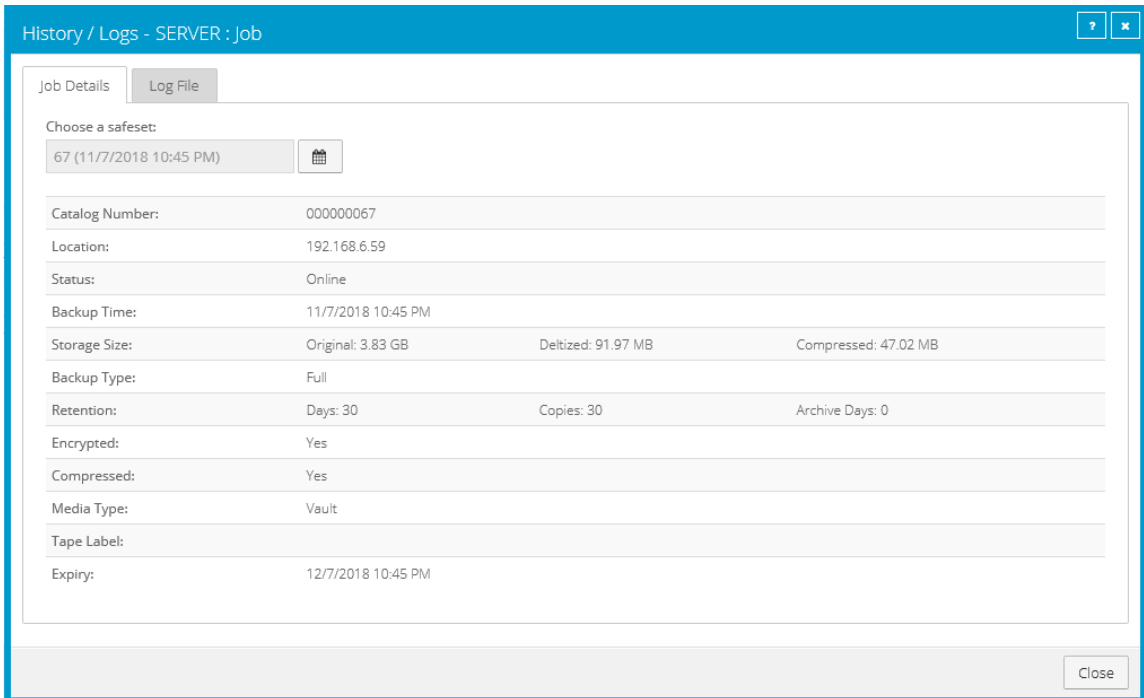 History / Logs - SERVER : Job
? ×
Job Details Log File
Choose a safeset:
67 (11/7/2018 10:45 PM)
Catalog Number: 000000067
Location: 192.168.6.59
Status: Online
Backup Time: 11/7/2018 10:45 PM
Storage Size: Original: 3.83 GB Deltized: 91.97 MB Compressed: 47.02 MB
Backup Type: Full
Retention: Days: 30 Copies: 30 Archive Days: 0
Encrypted: Yes
Compressed: Yes
Media Type: Vault
Tape Label:
Expiry: 12/7/2018 10:45 PM
Close